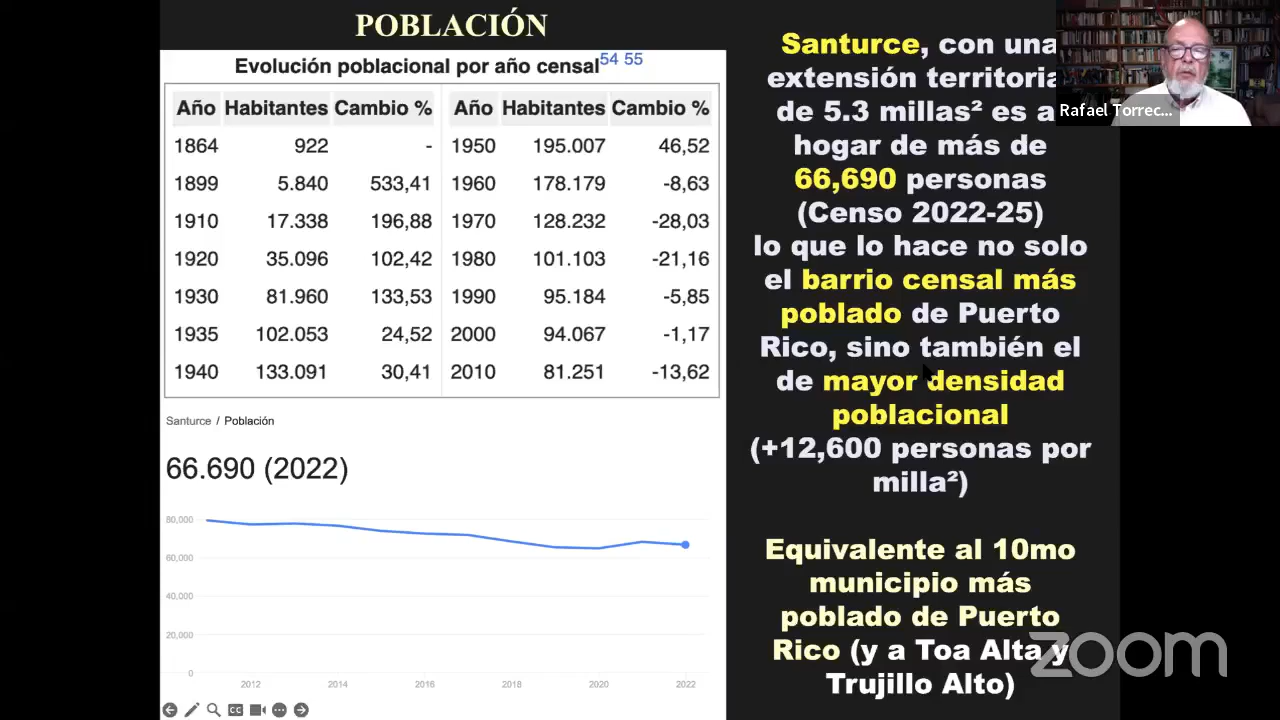 POBLACIÓN
Evolución poblacional por año censal54 55
Año Habitantes Cambio % Año Habitantes Cambio %
1864 922 - 1950 195.007 46,52
1899 5.840 533,41 1960 178.179 -8,63
1910 17.338 196,88 1970 128.232 -28,03
1920 35.096 102,42 1980 101.103 -21,16
1930 81.960 133,53 1990 95.184 -5,85
1935 102.053 24,52 2000 94.067 -1,17
1940 133.091 30,41 2010 81.251 -13,62
Santurce / Población
66.690 (2022)
80,000
60,000
40,000
20,000
0
2012 2014 2016 2018 2020 2022
CC
Santurce, con una
extensión territoria
de 5.3 millas² es a
hogar de más de
66,690 personas
(Censo 2022-25)
lo que lo hace no solo
el barrio censal más
poblado de Puerto
Rico, sino también el
de mayor densidad
poblacional
(+12,600 personas por
milla²)
Equivalente al 10mo
municipio más
poblado de Puerto
Rico (y a Toa Alta y
Trujillo Alto)
Rafael Torrec...
zoom